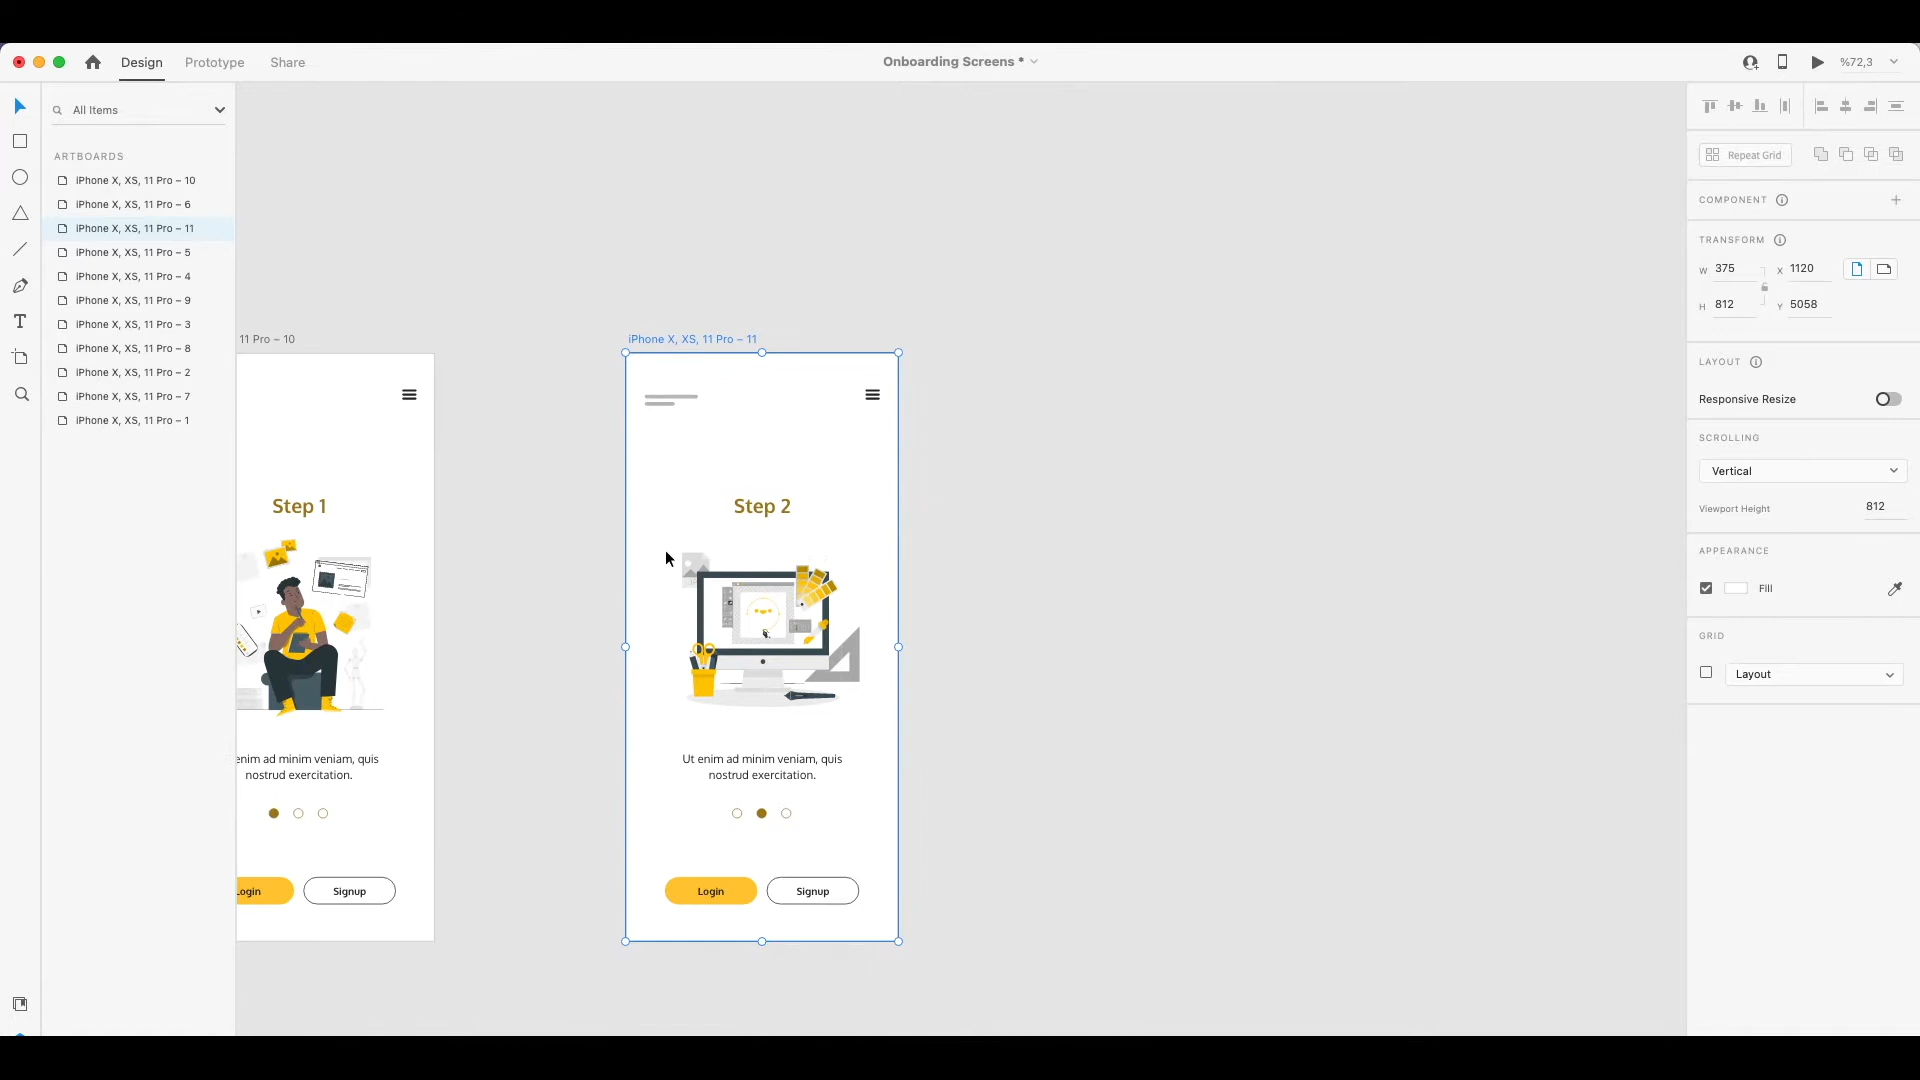 Design
Prototype
Share
Onboarding Screens *
%72,3
All Items
ARTBOARDS
iPhone X, XS, 11 Pro – 10
iPhone X, XS, 11 Pro – 6
iPhone X, XS, 11 Pro – 11
iPhone X, XS, 11 Pro – 5
iPhone X, XS, 11 Pro – 4
iPhone X, XS, 11 Pro – 9
iPhone X, XS, 11 Pro – 3
iPhone X, XS, 11 Pro – 8
iPhone X, XS, 11 Pro – 2
iPhone X, XS, 11 Pro – 7
iPhone X, XS, 11 Pro – 1
11 Pro – 10
Step 1
enim ad minim veniam, quis
nostrud exercitation.
Login
Signup
iPhone X, XS, 11 Pro – 11
Step 2
Ut enim ad minim veniam, quis
nostrud exercitation.
Login
Signup
Repeat Grid
COMPONENT
TRANSFORM
W 375
X 1120
H 812
Y 5058
LAYOUT
Responsive Resize
SCROLLING
Vertical
Viewport Height
812
APPEARANCE
Fill
GRID
Layout